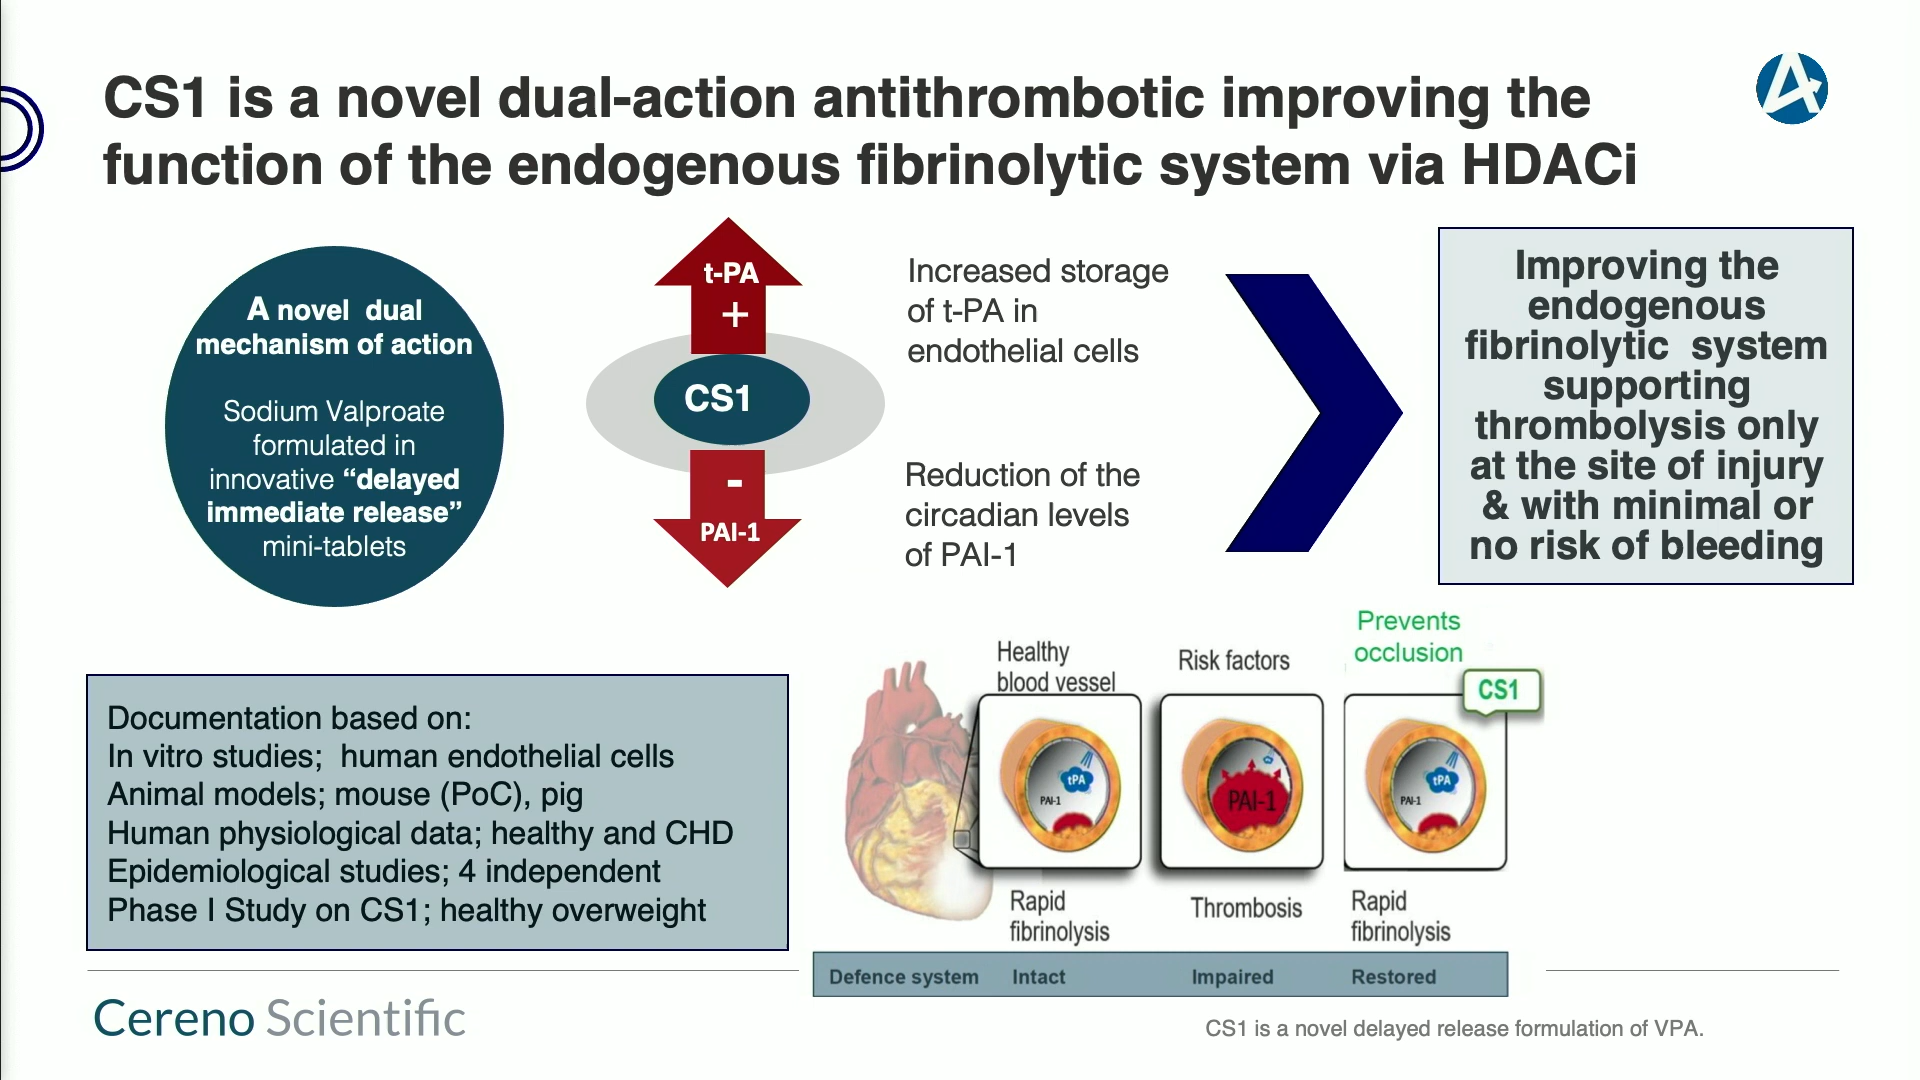 CS1 is a novel dual-action antithrombotic improving the
function of the endogenous fibrinolytic system via HDACi
A novel dual
mechanism of action
Sodium Valproate
formulated in
innovative “delayed
immediate release”
mini-tablets
t-PA
+
CS1
-
PAI-1
Increased storage
of t-PA in
endothelial cells
Reduction of the
circadian levels
of PAI-1
Improving the
endogenous
fibrinolytic system
supporting
thrombolysis only
at the site of injury
& with minimal or
no risk of bleeding
Documentation based on:
In vitro studies; human endothelial cells
Animal models; mouse (PoC), pig
Human physiological data; healthy and CHD
Epidemiological studies; 4 independent
Phase I Study on CS1; healthy overweight
Healthy
blood vessel
Risk factors
Prevents
occlusion
CS1
tPA
PAI-1
PAI-1
tPA
PAI-1
Rapid
fibrinolysis
Thrombosis
Rapid
fibrinolysis
Defence system Intact Impaired Restored
Cereno Scientific
CS1 is a novel delayed release formulation of VPA.